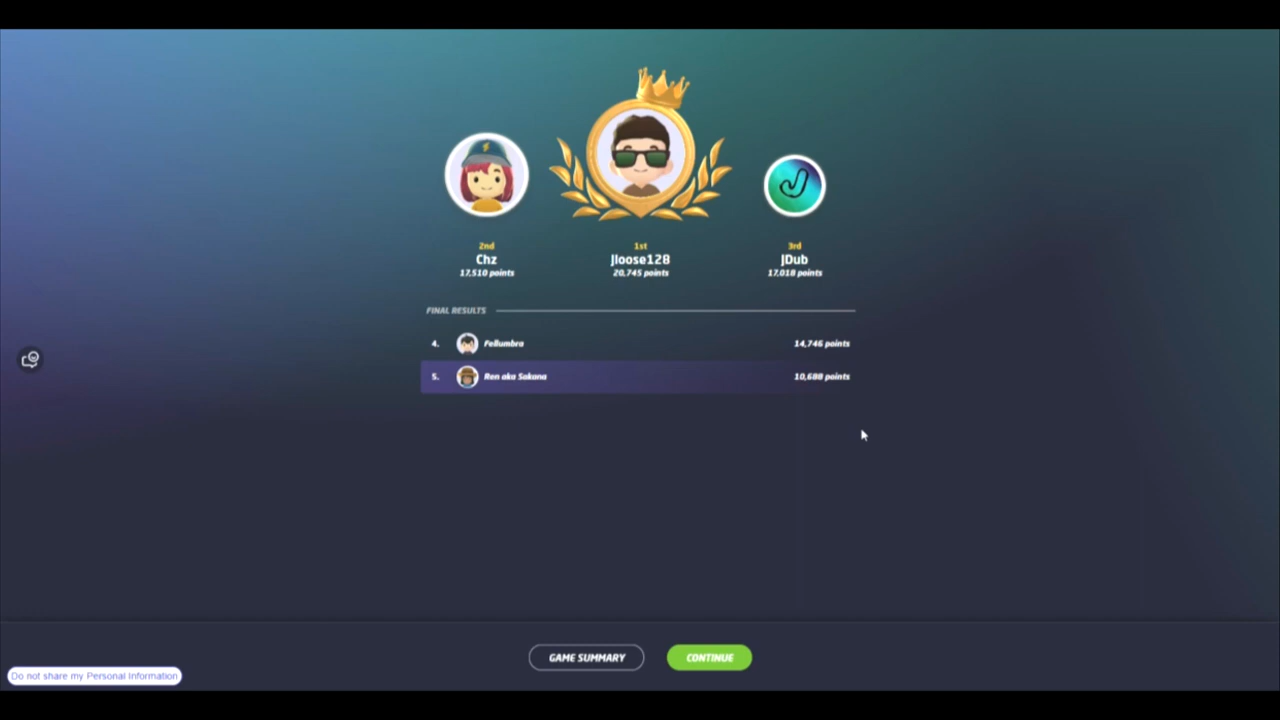 2nd
Chz
17,510 points
1st
Jloose128
20,745 points
3rd
JDub
17,018 points
FINAL RESULTS
4. Fellumbra 14,746 points
5. Ren aka Sakana 10,688 points
GAME SUMMARY
CONTINUE
Do not share my Personal Information